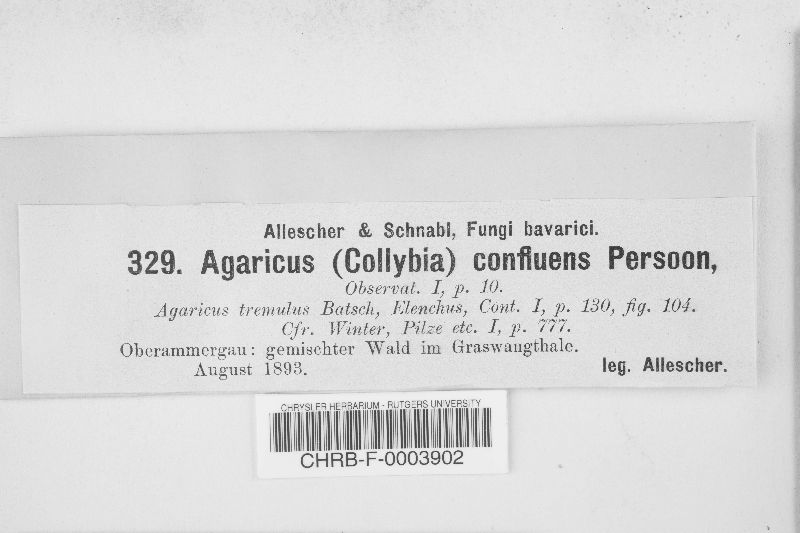 Allescher & Schnabl, Fungi bavarici.
329. Agaricus (Collybia) confluens Persoon,
Observat. I, p. 10.
Agaricus tremulus Batsch, Elenchus, Cont. I, p. 130, fig. 104.
Cfr. Winter, Pilze etc. I, p. 777.
Oberammergau: gemischter Wald im Graswangthale.
August 1893. leg. Allescher.
CHRYSLER HERBARIUM - RUTGERS UNIVERSITY
CHRB-F-0003902